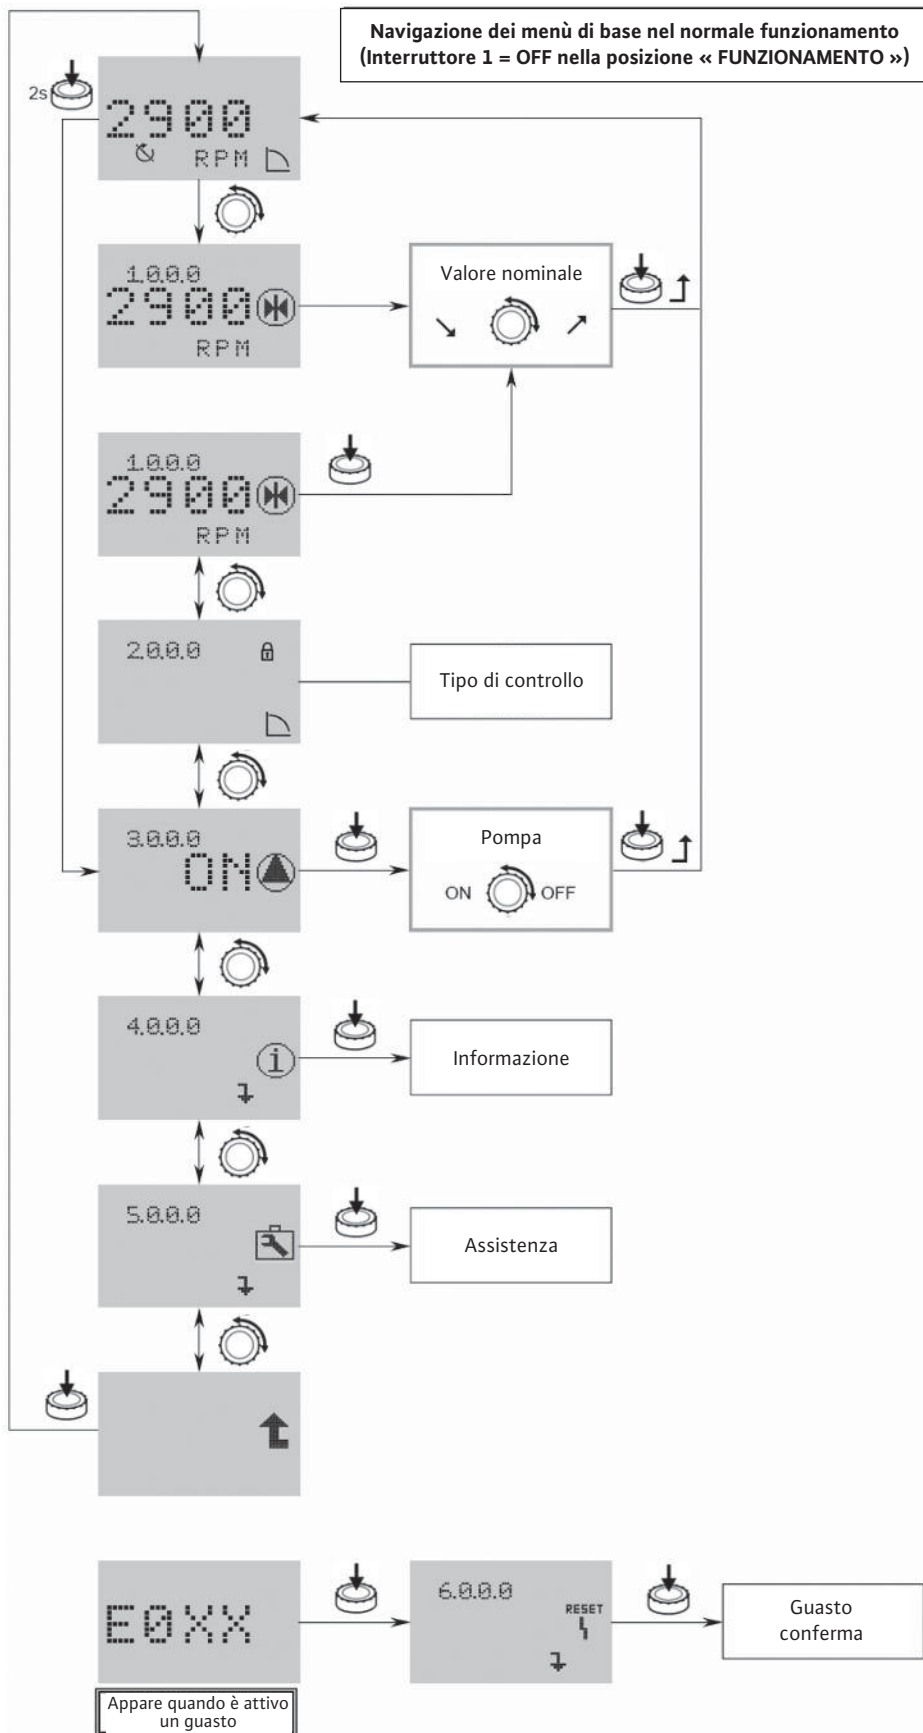 Navigazione dei menù di base nel normale funzionamento
(Interruttore 1 = OFF nella posizione « FUNZIONAMENTO »)
2s
2900
RPM
1.0.0.0
2900
RPM
Valore nominale
1.0.0.0
2900
RPM
2.0.0.0
Tipo di controllo
3.0.0.0
ON
Pompa
ON OFF
4.0.0.0
i
Informazione
5.0.0.0
Assistenza
E0XX
6.0.0.0
RESET
Guasto
conferma
Appare quando è attivo
un guasto